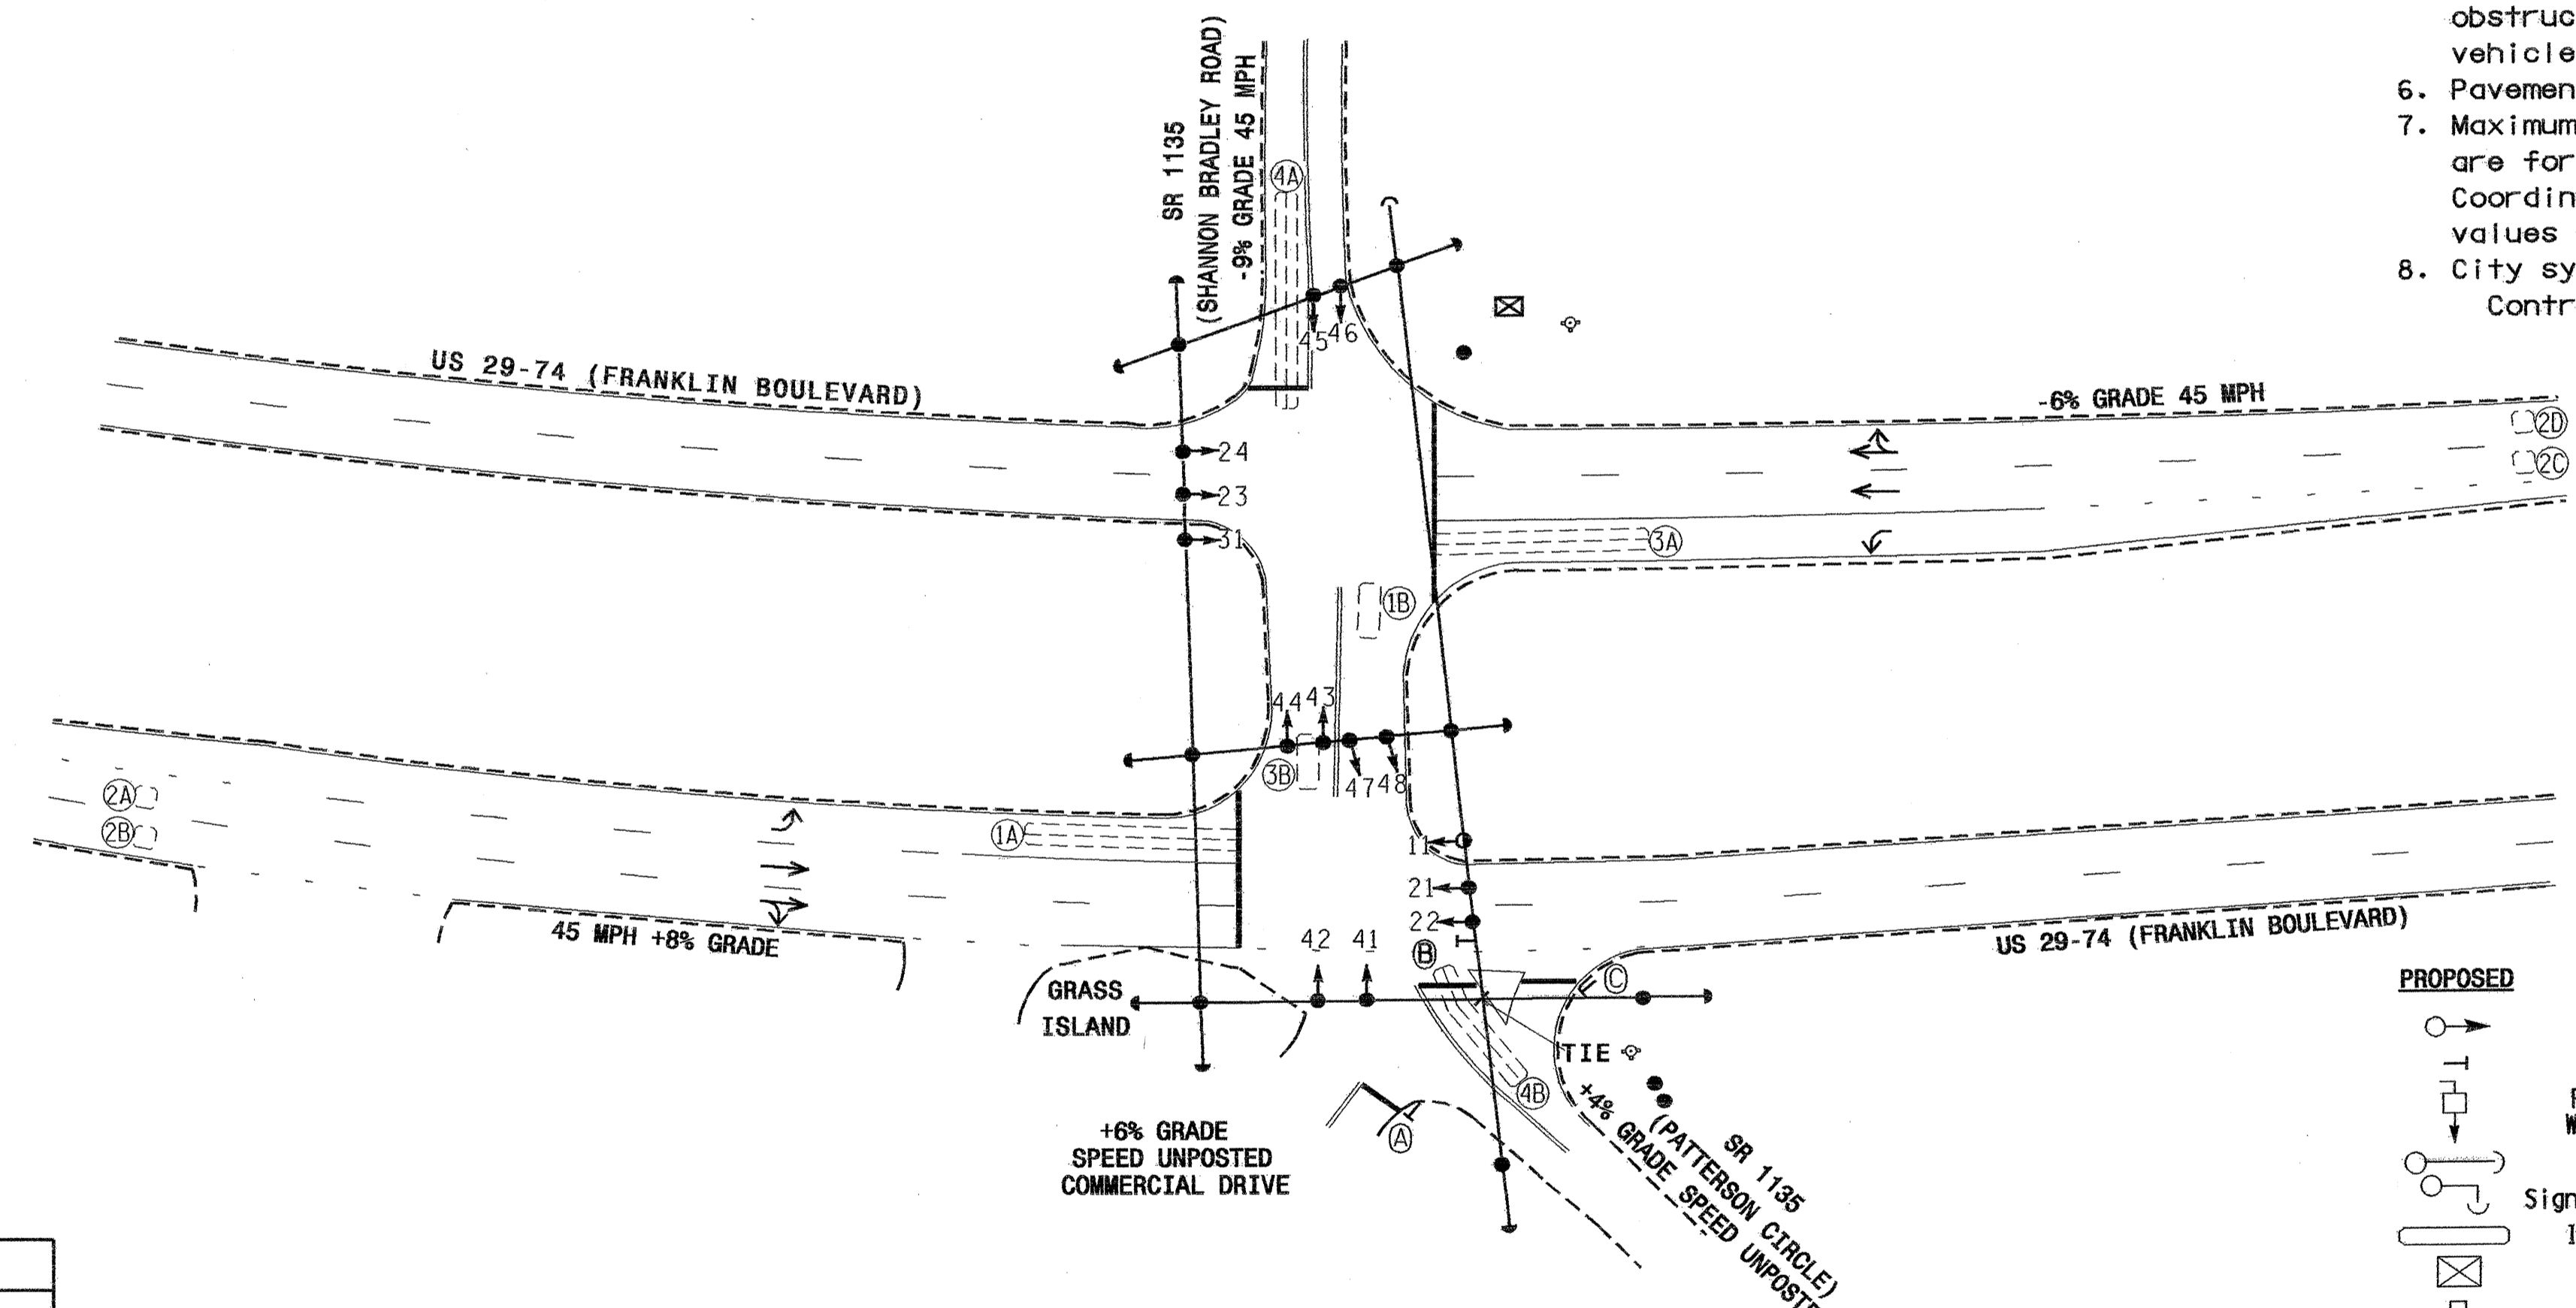 obstruc
vehicle
6. Pavemen
7. Maximum
are for
Coordin
values
8. City sy
Contr
SR 1135
(SHANNON BRADLEY ROAD)
-9% GRADE 45 MPH
4A
45 46
US 29-74 (FRANKLIN BOULEVARD)
-6% GRADE 45 MPH
2D
2C
24
23
31
3A
1B
44 43
3B
47 48
2A
2B
1A
11
21
22
45 MPH +8% GRADE
US 29-74 (FRANKLIN BOULEVARD)
42 41
B
C
GRASS
ISLAND
TIE
4B
A
+6% GRADE
SPEED UNPOSTED
COMMERCIAL DRIVE
SR 1135
(PATTERSON CIRCLE)
+4% GRADE SPEED UNPOSTE
PROPOSED
Sign